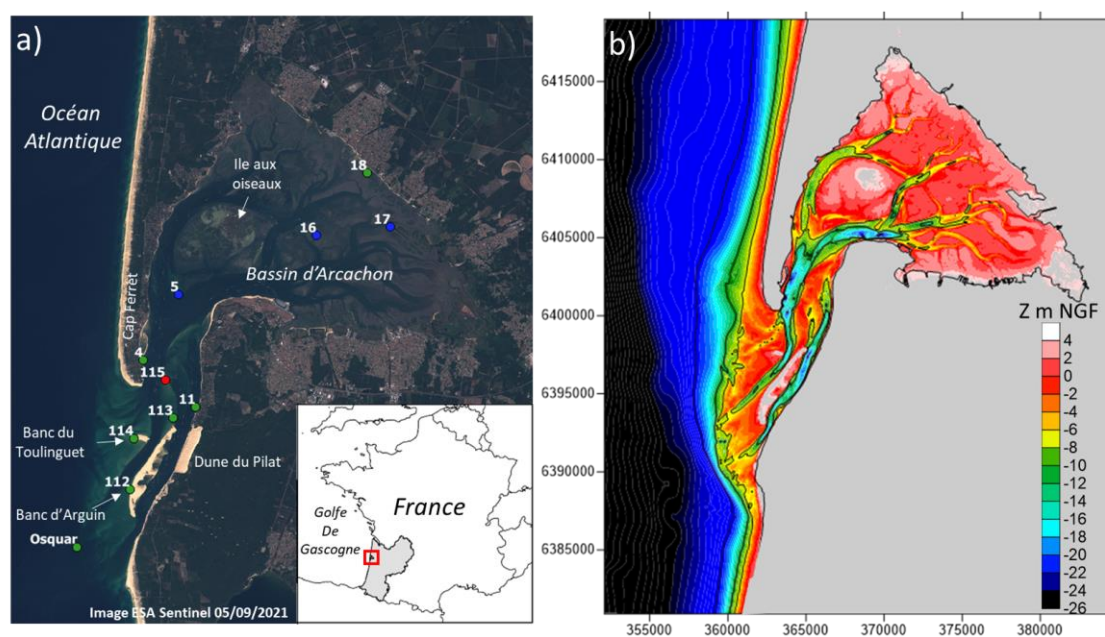 a)
Océan
Atlantique
Ile aux
oiseaux
18
16
17
Bassin d'Arcachon
5
Cap Ferret
4
115
11
113
114
Banc du
Toulinguet
Dune du Pilat
112
Banc d'Arguin
Osquar
France
Golfe
De
Gascogne
Image ESA Sentinel 05/09/2021
b)
6415000
6410000
6405000
6400000
6395000
6390000
6385000
Z m NGF
4
2
0
-2
-4
-6
-8
-10
-12
-14
-16
-18
-20
-22
-24
-26
355000 360000 365000 370000 375000 380000